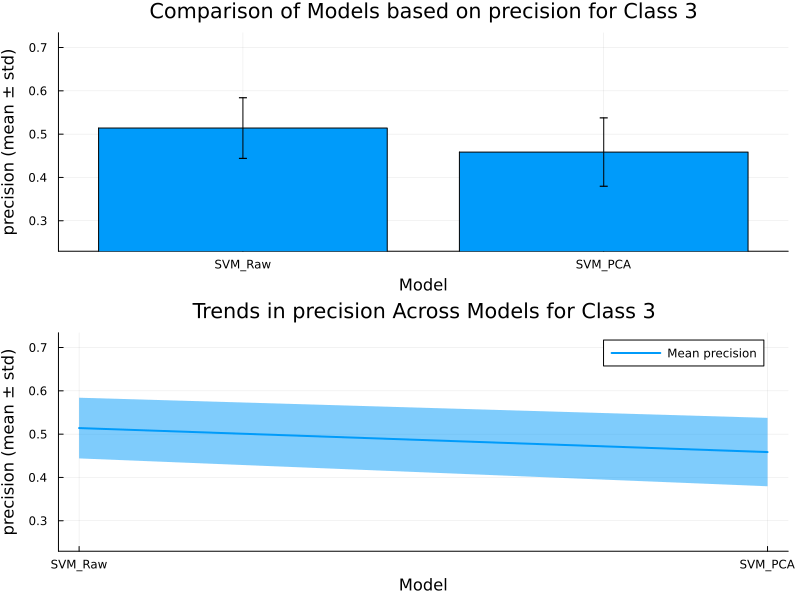 Comparison of Models based on precision for Class 3
precision (mean ± std)
0.7
0.6
0.5
0.4
0.3
SVM_Raw
SVM_PCA
Model
Trends in precision Across Models for Class 3
precision (mean ± std)
0.7
0.6
0.5
0.4
0.3
Mean precision
SVM_Raw
SVM_PCA
Model